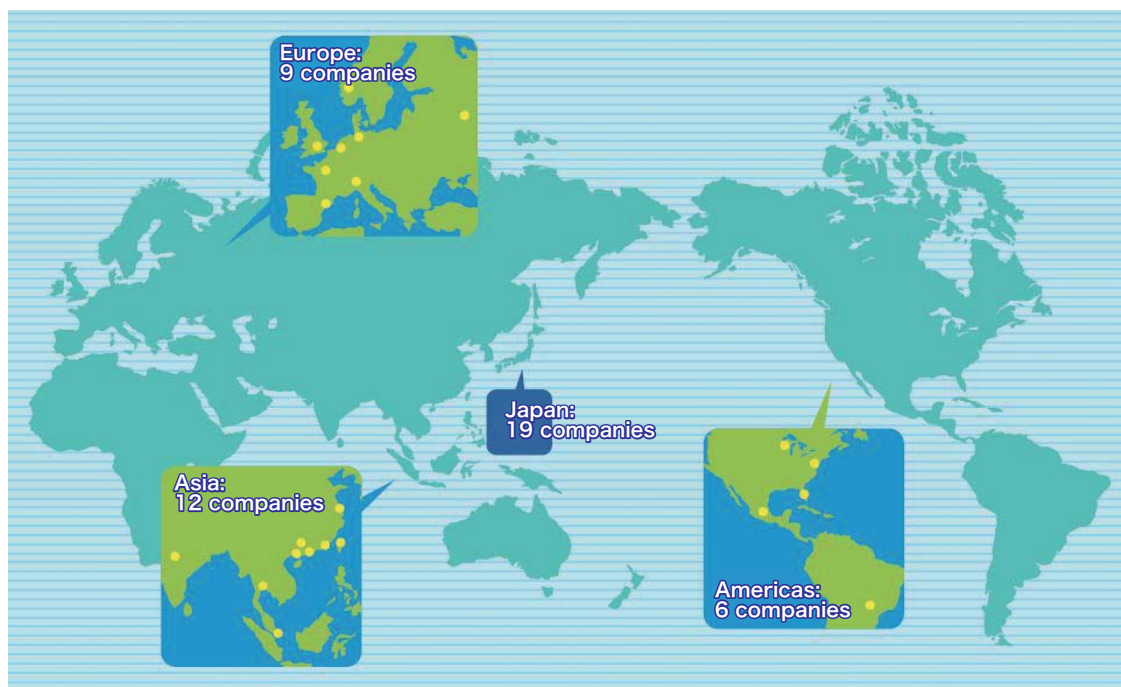 Europe:
9 companies
Japan:
19 companies
Asia:
12 companies
Americas:
6 companies